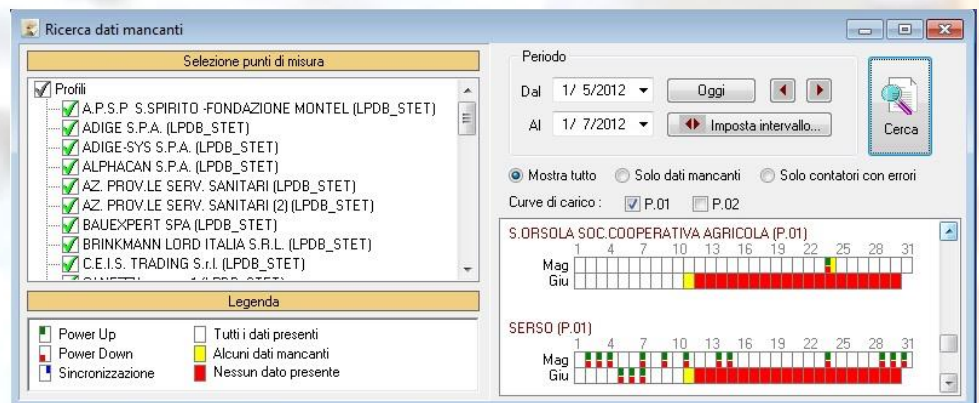 Ricerca dati mancanti
Selezione punti di misura
Profili
A.P.S.P S.SPIRITO -FONDAZIONE MONTEL (LPDB_STET)
ADIGE S.P.A. (LPDB_STET)
ADIGE-SYS S.P.A. (LPDB_STET)
ALPHACAN S.P.A. (LPDB_STET)
AZ. PROV.LE SERV. SANITARI (LPDB_STET)
AZ. PROV.LE SERV. SANITARI (2) (LPDB_STET)
BAUEXPERT SPA (LPDB_STET)
BRINKMANN LORD ITALIA S.R.L. (LPDB_STET)
C.E.I.S. TRADING S.r.l. (LPDB_STET)
Legenda
Power Up
Power Down
Sincronizzazione
Tutti i dati presenti
Alcuni dati mancanti
Nessun dato presente
Periodo
Dal 1/ 5/2012 Oggi
Al 1/ 7/2012 Imposta intervallo...
Cerca
Mostra tutto Solo dati mancanti Solo contatori con errori
Curve di carico : P.01 P.02
S.ORSOLA SOC.COOPERATIVA AGRICOLA (P.01)
1 4 7 10 13 16 19 22 25 28 31
Mag
Giu
SERSO (P.01)
1 4 7 10 13 16 19 22 25 28 31
Mag
Giu